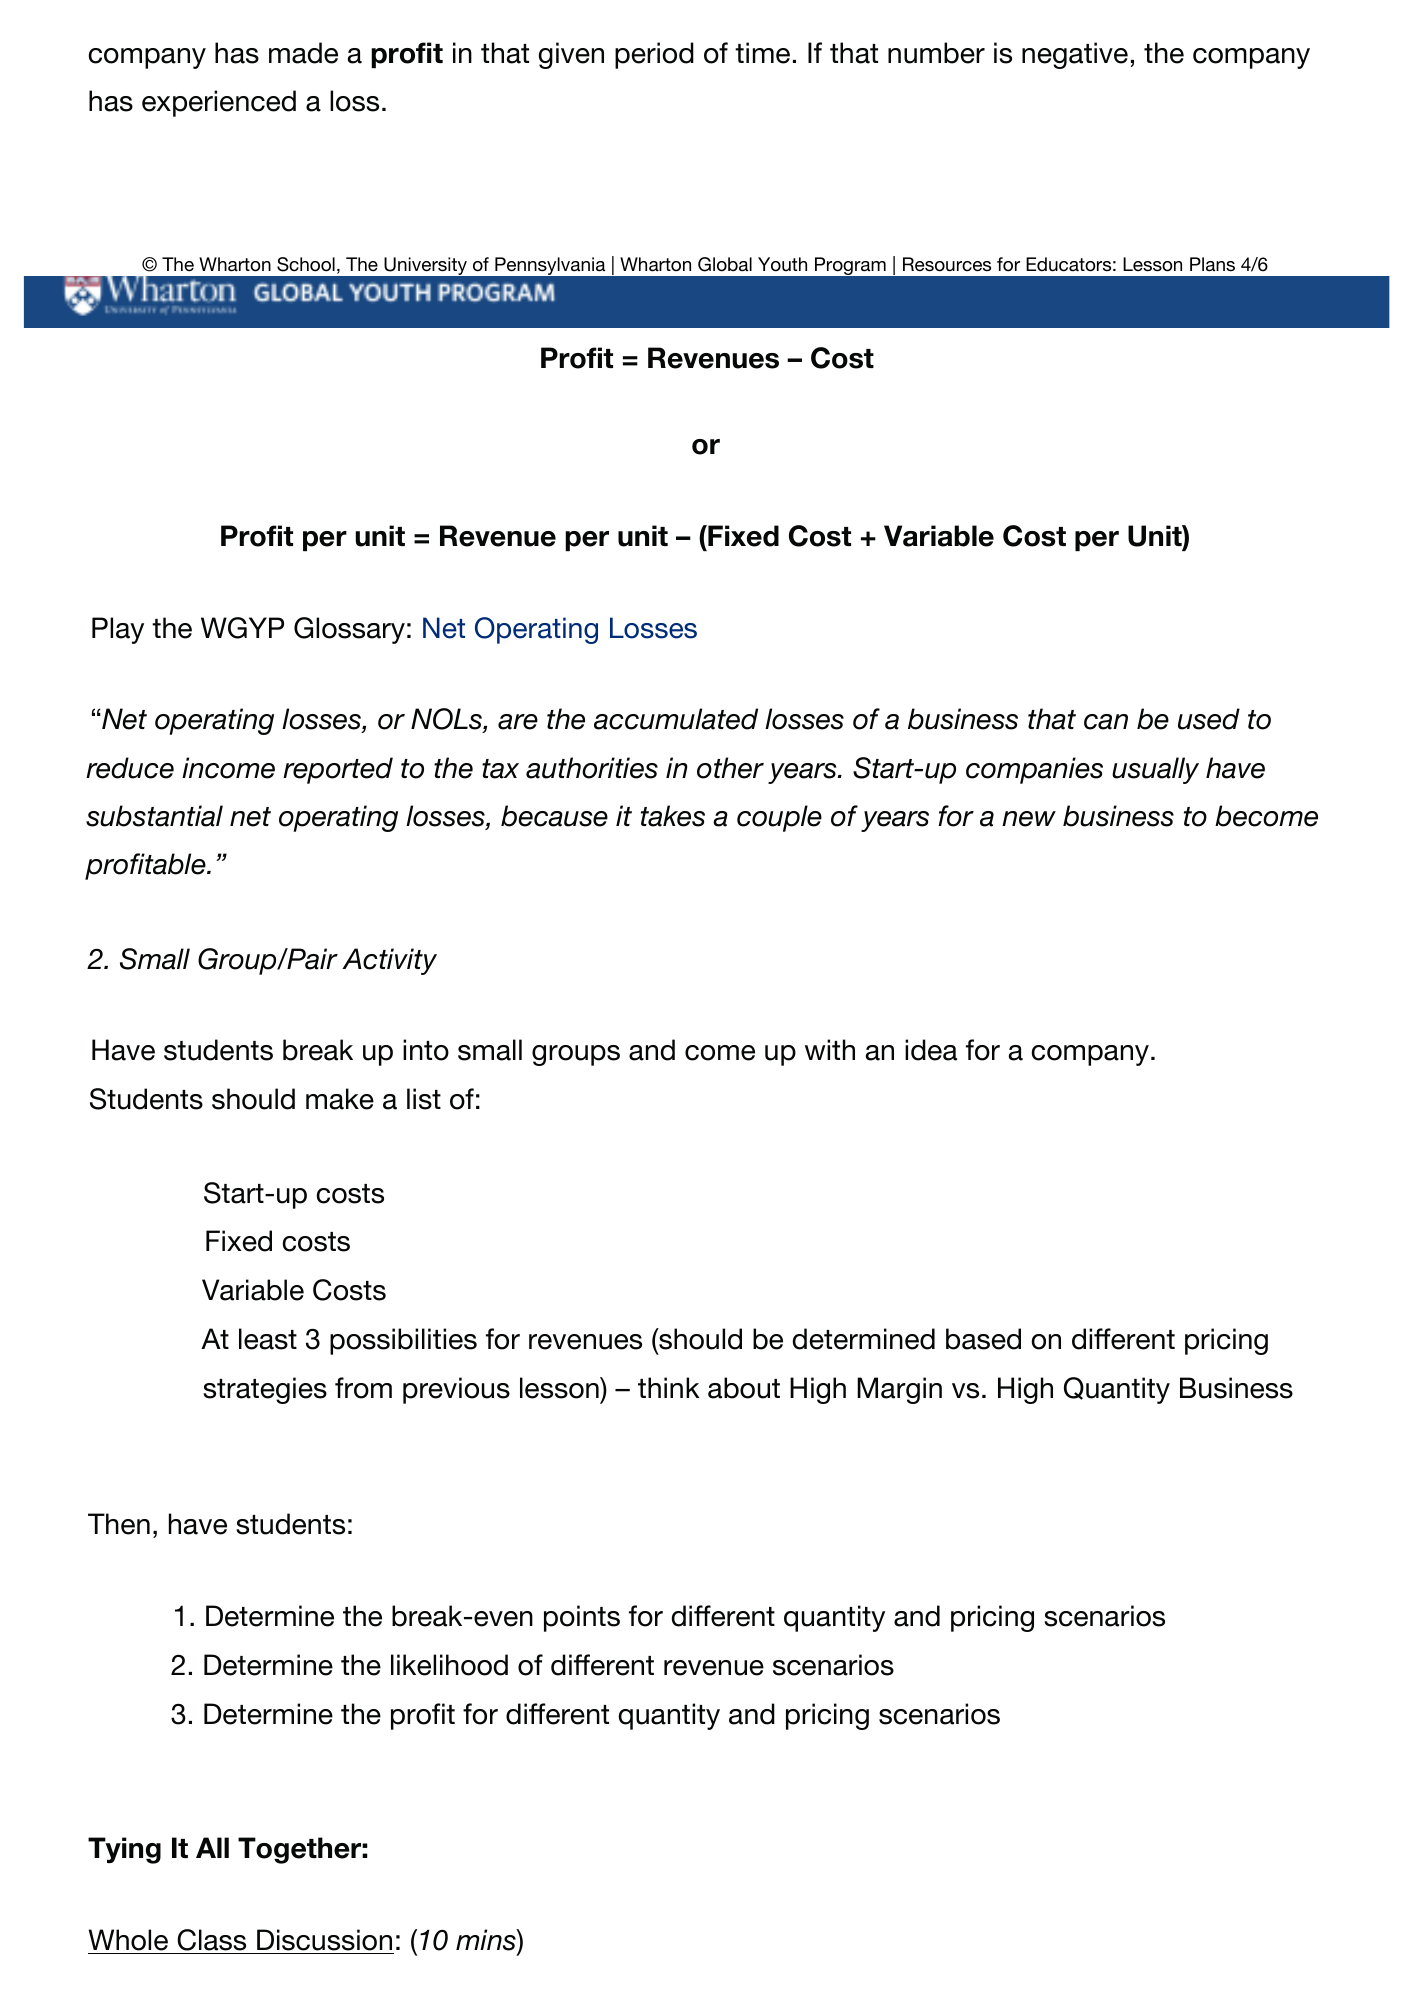 company has made a profit in that given period of time. If that number is negative, the company
has experienced a loss.
© The Wharton School, The University of Pennsylvania | Wharton Global Youth Program | Resources for Educators: Lesson Plans 4/6
Wharton GLOBAL YOUTH PROGRAM
UNIVERSITY of PENNSYLVANIA
Profit = Revenues – Cost
or
Profit per unit = Revenue per unit – (Fixed Cost + Variable Cost per Unit)
Play the WGYP Glossary: Net Operating Losses
“Net operating losses, or NOLs, are the accumulated losses of a business that can be used to
reduce income reported to the tax authorities in other years. Start-up companies usually have
substantial net operating losses, because it takes a couple of years for a new business to become
profitable.”
2. Small Group/Pair Activity
Have students break up into small groups and come up with an idea for a company.
Students should make a list of:
Start-up costs
Fixed costs
Variable Costs
At least 3 possibilities for revenues (should be determined based on different pricing
strategies from previous lesson) – think about High Margin vs. High Quantity Business
Then, have students:
1. Determine the break-even points for different quantity and pricing scenarios
2. Determine the likelihood of different revenue scenarios
3. Determine the profit for different quantity and pricing scenarios
Tying It All Together:
Whole Class Discussion: (10 mins)